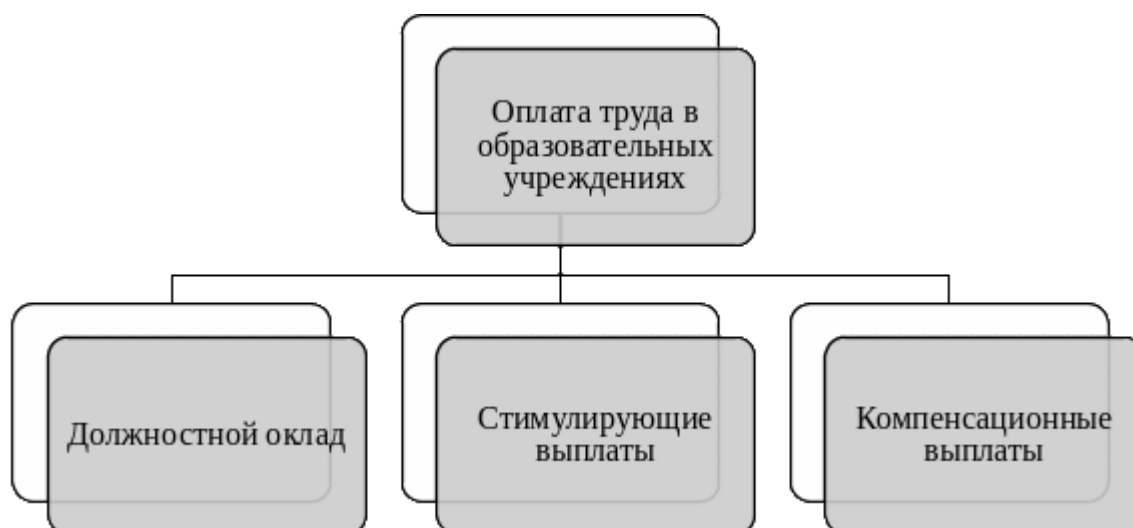 Оплата труда в
образовательных
учреждениях
Должностной оклад
Стимулирующие
выплаты
Компенсационные
выплаты